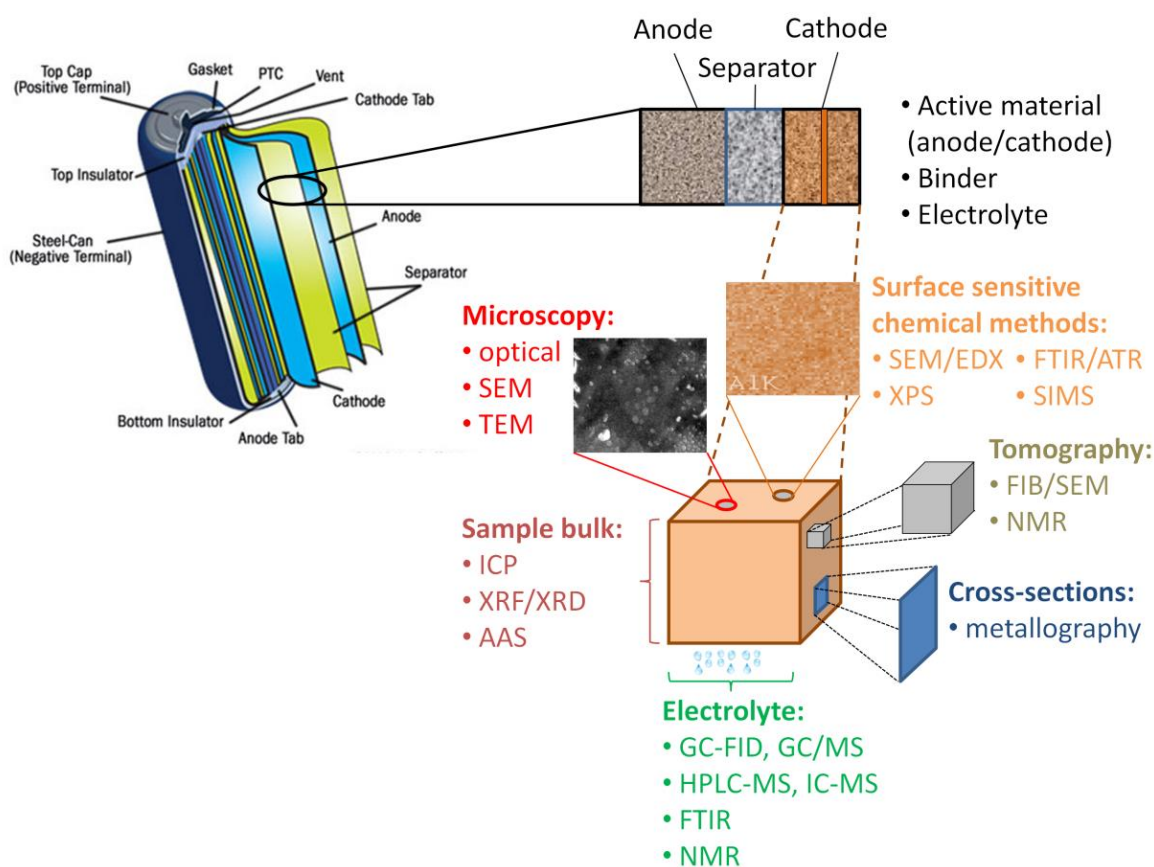 Top Cap
(Positive Terminal)
Gasket
PTC
Vent
Cathode Tab
Top Insulator
Steel-Can
(Negative Terminal)
Anode
Separator
Cathode
Bottom Insulator
Anode Tab
Anode
Separator
Cathode
• Active material
(anode/cathode)
• Binder
• Electrolyte
Microscopy:
• optical
• SEM
• TEM
AlK
Surface sensitive
chemical methods:
• SEM/EDX • FTIR/ATR
• XPS • SIMS
Tomography:
• FIB/SEM
• NMR
Sample bulk:
• ICP
• XRF/XRD
• AAS
Cross-sections:
• metallography
Electrolyte:
• GC-FID, GC/MS
• HPLC-MS, IC-MS
• FTIR
• NMR